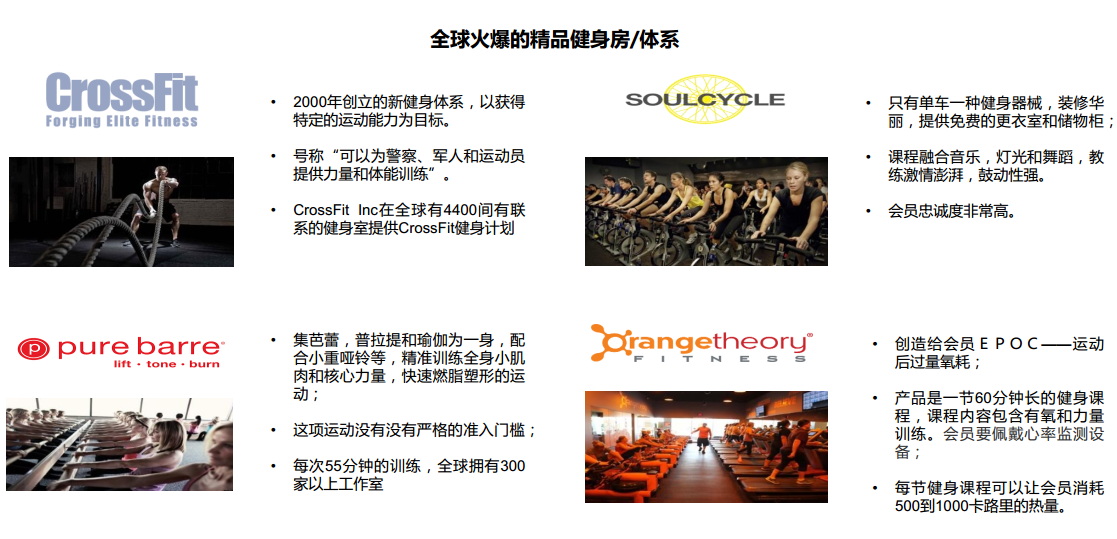 全球火爆的精品健身房/体系
CrossFit
Forging Elite Fitness
• 2000年创立的新健身体系，以获得
特定的运动能力为目标。
• 号称“可以为警察、军人和运动员
提供力量和体能训练”。
• CrossFit Inc在全球有4400间有联
系的健身室提供CrossFit健身计划
SOULCYCLE
• 只有单车一种健身器械，装修华
丽，提供免费的更衣室和储物柜；
• 课程融合音乐，灯光和舞蹈，教
练激情澎湃，鼓动性强。
• 会员忠诚度非常高。
p pure barre®
lift · tone · burn
• 集芭蕾，普拉提和瑜伽为一身，配
合小重哑铃等，精准训练全身小肌
肉和核心力量，快速燃脂塑形的运
动；
• 这项运动没有没有严格的准入门槛；
• 每次55分钟的训练，全球拥有300
家以上工作室
Orangetheory®
FITNESS
• 创造给会员EPOC——运动
后过量氧耗；
• 产品是一节60分钟长的健身课
程，课程内容包含有氧和力量
训练。会员要佩戴心率监测设
备；
• 每节健身课程可以让会员消耗
500到1000卡路里的热量。